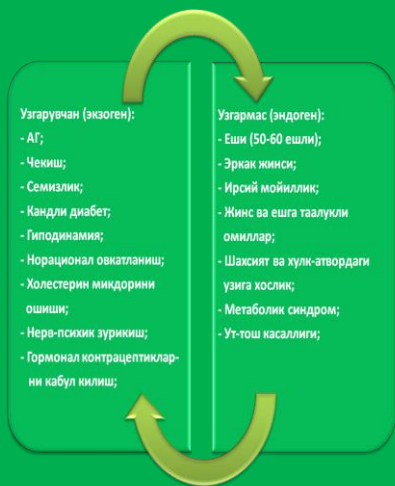 Узгарувчан (экзоген):
- АГ;
- Чекиш;
- Семизлик;
- Кандли диабет;
- Гиподинамия;
- Норационал овкатланиш;
- Холестерин микдорини
ошиши;
- Нерв-психик зурикиш;
- Гормонал контрацептиклар-
ни кабул килиш;
Узгармас (эндоген):
- Еши (50-60 ешли);
- Эркак жинси;
- Ирсий мойиллик;
- Жинс ва ешга таалукли
омиллар;
- Шахсият ва хулк-атвордаги
узига хослик;
- Метаболик синдром;
- Ут-тош касаллиги;